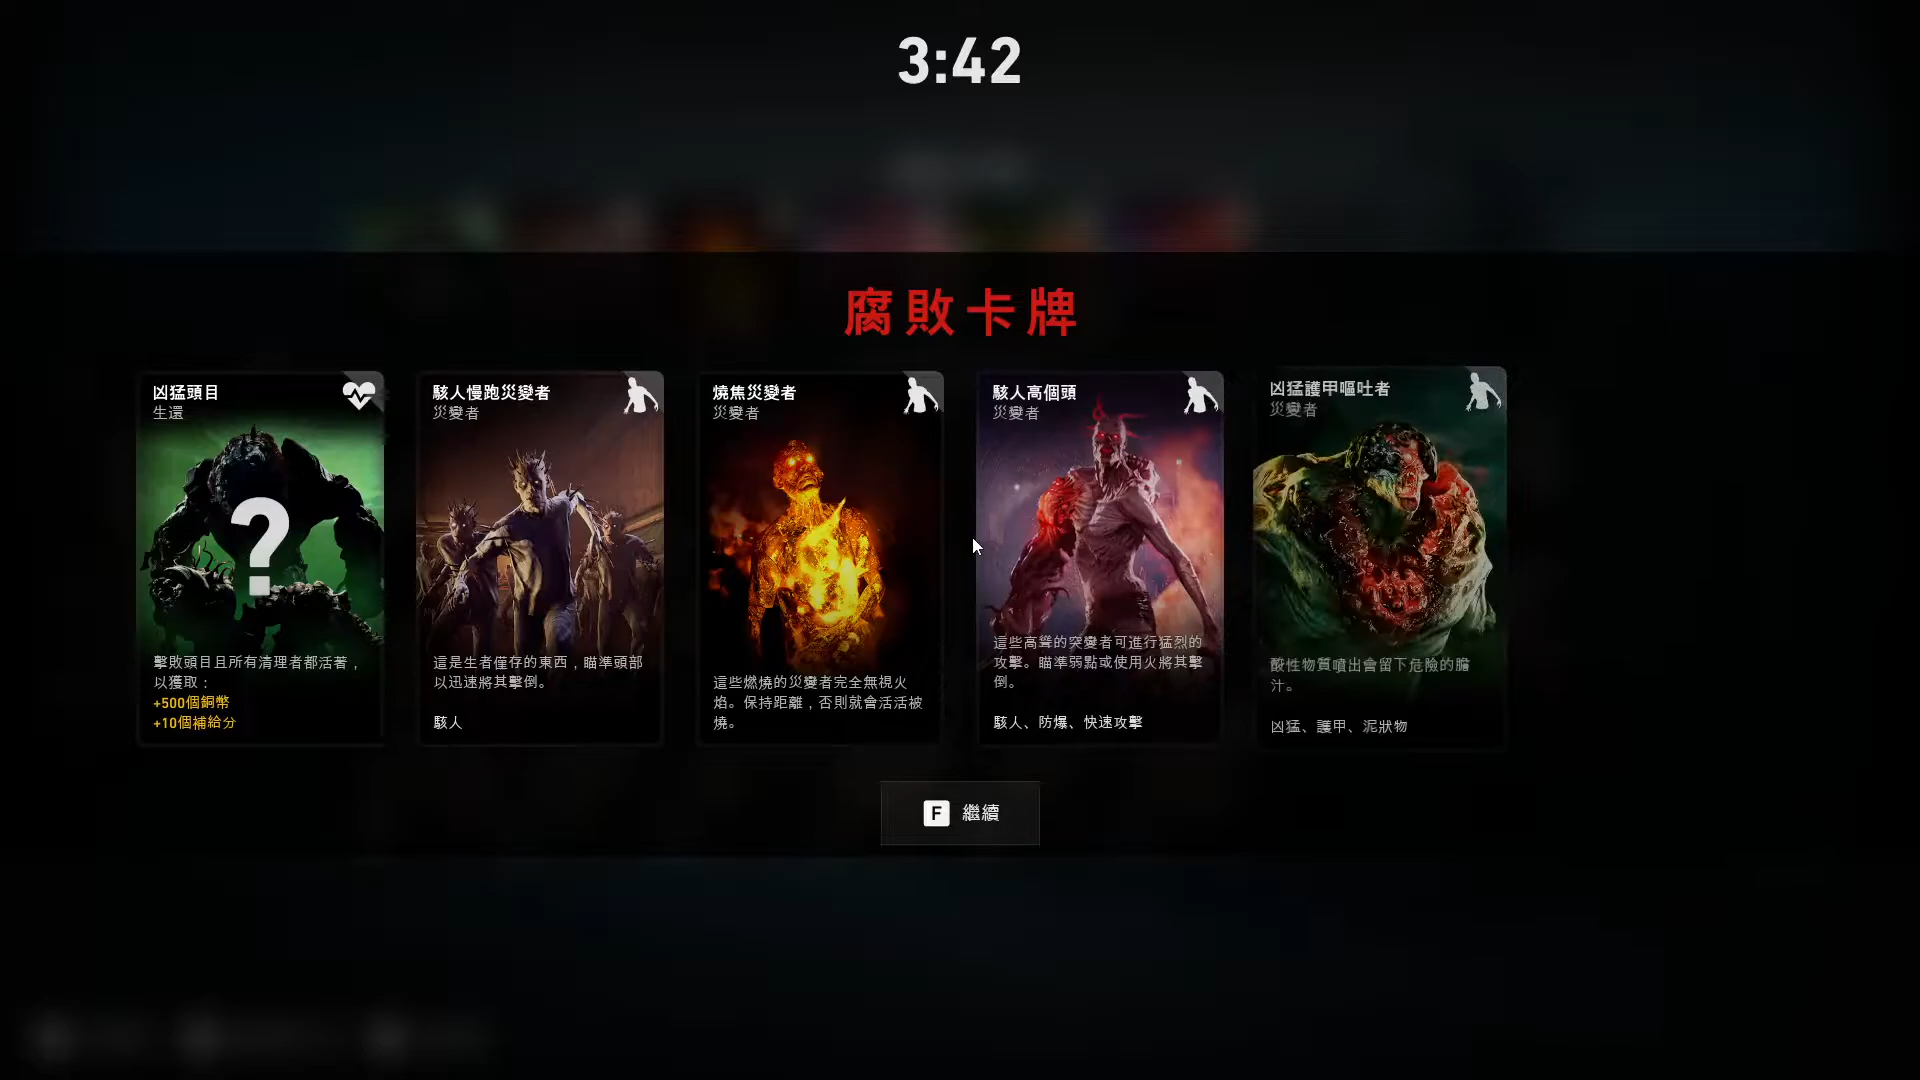 3:42
腐敗卡牌
凶猛頭目
生還
?
擊敗頭目且所有清理者都活著，
以獲取：
+500個銅幣
+10個補給分
駭人慢跑災變者
災變者
這是生者僅存的東西，瞄準頭部
以迅速將其擊倒。
駭人
燒焦災變者
災變者
這些燃燒的災變者完全無視火
焰。保持距離，否則就會活活被
燒。
駭人高個頭
災變者
這些高聳的突變者可進行猛烈的
攻擊。瞄準弱點或使用火將其擊
倒。
駭人、防爆、快速攻擊
凶猛護甲嘔吐者
災變者
酸性物質噴出會留下危險的膽
汁。
凶猛、護甲、泥狀物
F 繼續